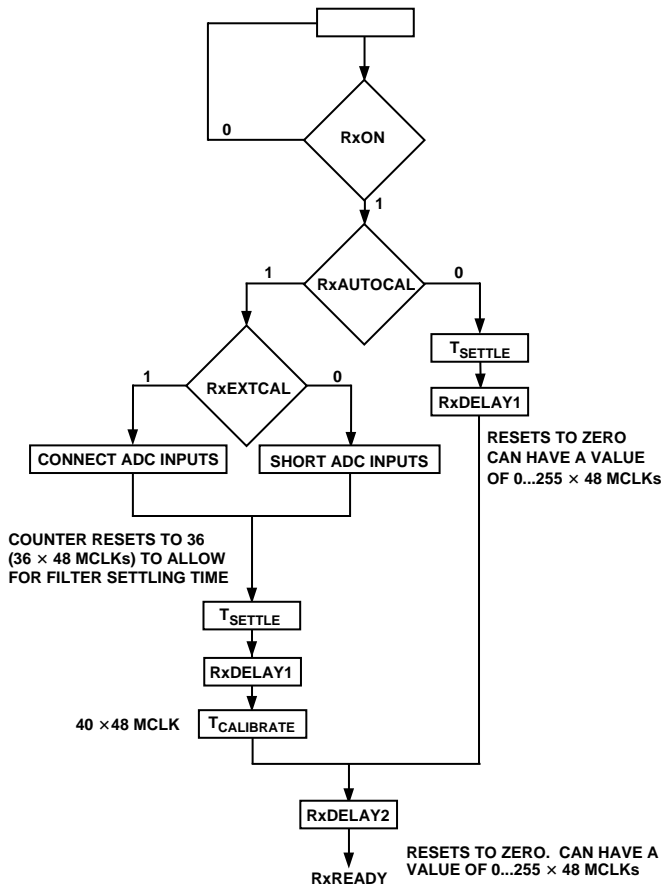 0
RxON
1
1
RxAUTOCAL
0
TSETTLE
1
RxEXTCAL
0
RxDELAY1
CONNECT ADC INPUTS
SHORT ADC INPUTS
RESETS TO ZERO
CAN HAVE A VALUE
OF 0...255 × 48 MCLKs
COUNTER RESETS TO 36
(36 × 48 MCLKs) TO ALLOW
FOR FILTER SETTLING TIME
TSETTLE
RxDELAY1
40 ×48 MCLK
TCALIBRATE
RxDELAY2
RESETS TO ZERO. CAN HAVE A
VALUE OF 0...255 × 48 MCLKs
RxREADY